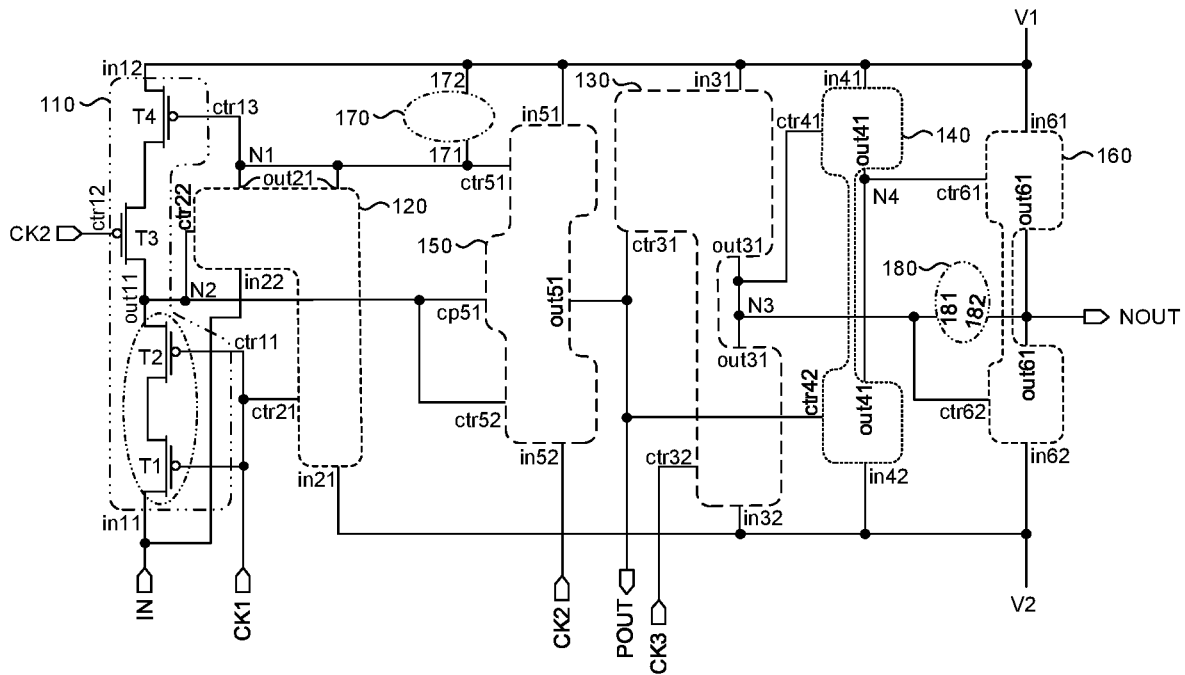 V1
in12
172
130
in31
in41
110
T4
ctr13
170
in51
ctr41
out41
140
in61
160
N1
171
ctr51
out21
N4
ctr61
out61
ctr12
ctr22
120
CK2
T3
150
ctr31
out31
in22
180
out11
N2
cp51
out51
N3
181
182
NOUT
T2
ctr11
out31
out61
ctr21
ctr52
ctr42
out41
ctr62
T1
in21
in52
ctr32
in42
in62
in11
in32
IN
CK1
CK2
POUT
CK3
V2